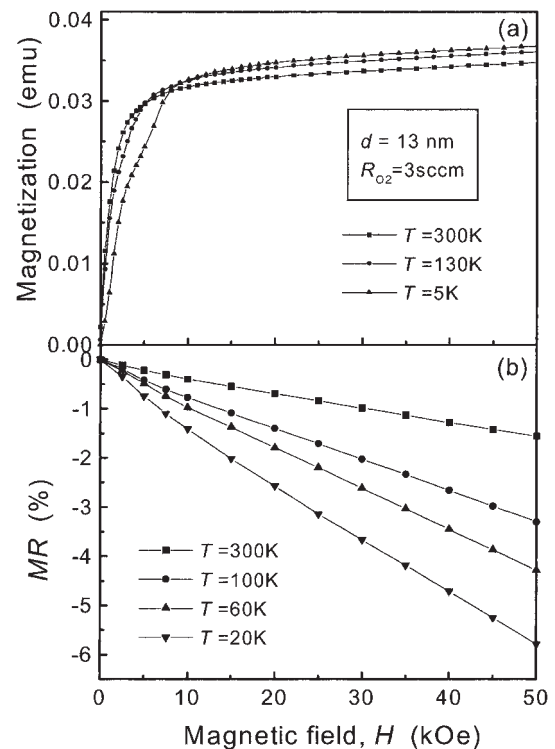 (a)
0.04
0.03
0.02
0.01
0.00
Magnetization (emu)
d = 13 nm
R_O2=3sccm
T =300K
T =130K
T =5K
(b)
0
-1
-2
-3
-4
-5
-6
MR (%)
T =300K
T =100K
T =60K
T =20K
0 10 20 30 40 50
Magnetic field, H (kOe)